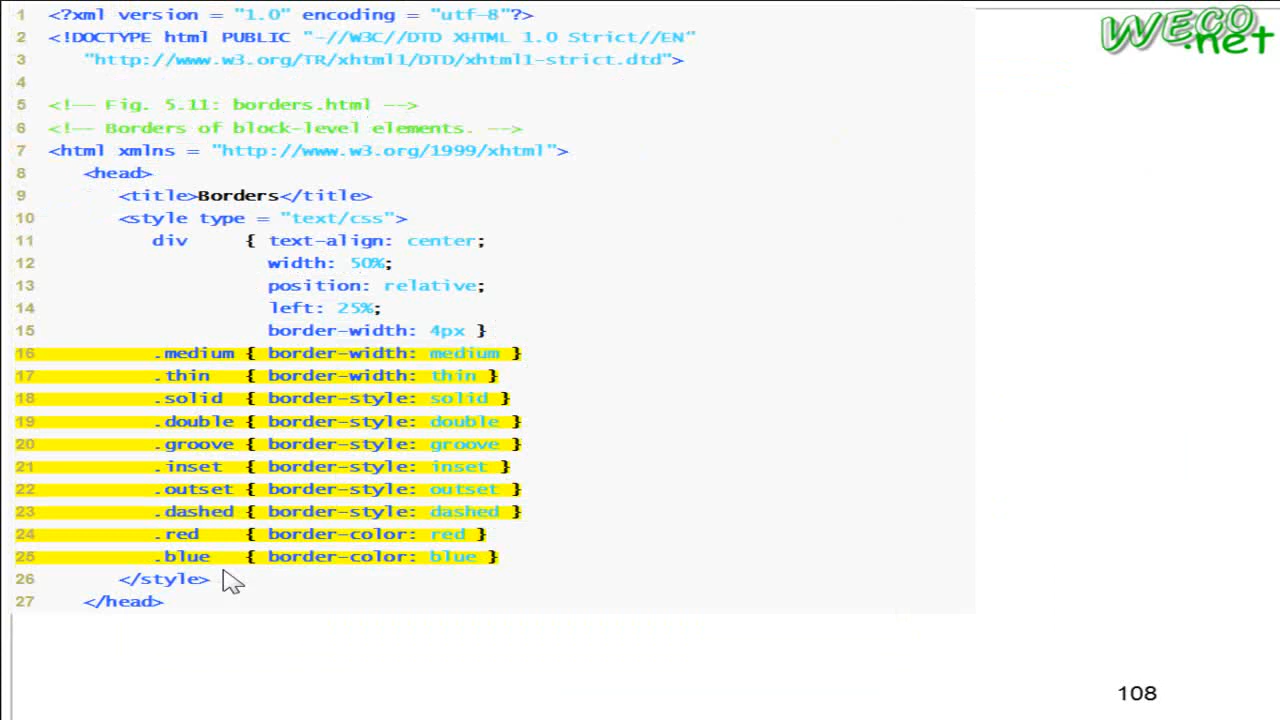 WECO.net
1 <?xml version = "1.0" encoding = "utf-8"?>
2 <!DOCTYPE html PUBLIC "-//W3C//DTD XHTML 1.0 Strict//EN"
3 "http://www.w3.org/TR/xhtml1/DTD/xhtml1-strict.dtd">
4
5 <!-- Fig. 5.11: borders.html -->
6 <!-- Borders of block-level elements. -->
7 <html xmlns = "http://www.w3.org/1999/xhtml">
8 <head>
9 <title>Borders</title>
10 <style type = "text/css">
11 div { text-align: center;
12 width: 50%;
13 position: relative;
14 left: 25%;
15 border-width: 4px }
16 .medium { border-width: medium }
17 .thin { border-width: thin }
18 .solid { border-style: solid }
19 .double { border-style: double }
20 .groove { border-style: groove }
21 .inset { border-style: inset }
22 .outset { border-style: outset }
23 .dashed { border-style: dashed }
24 .red { border-color: red }
25 .blue { border-color: blue }
26 </style>
27 </head>
108